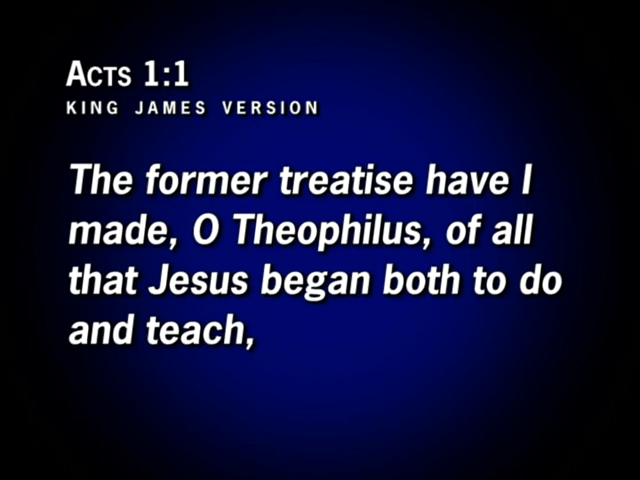 Acts 1:1
KING JAMES VERSION
The former treatise have I
made, O Theophilus, of all
that Jesus began both to do
and teach,